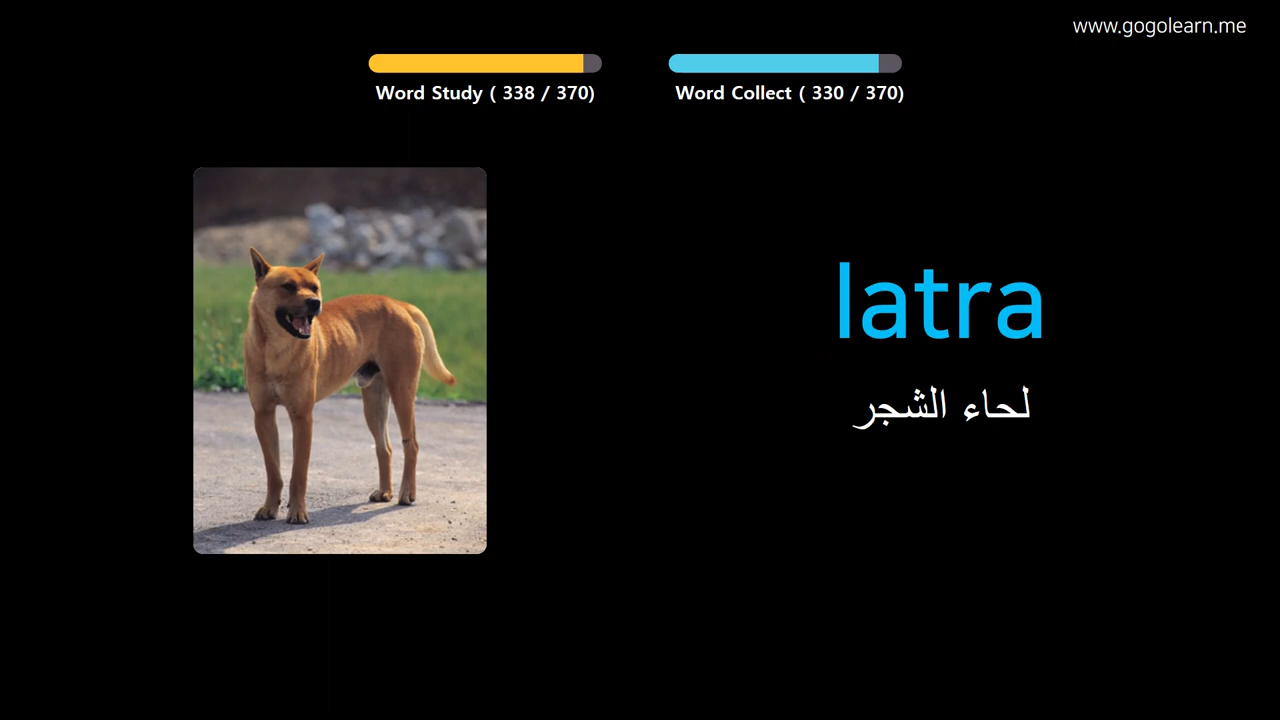 www.gogolearn.me
Word Study ( 338 / 370)
Word Collect ( 330 / 370)
latra
لحاء الشجر